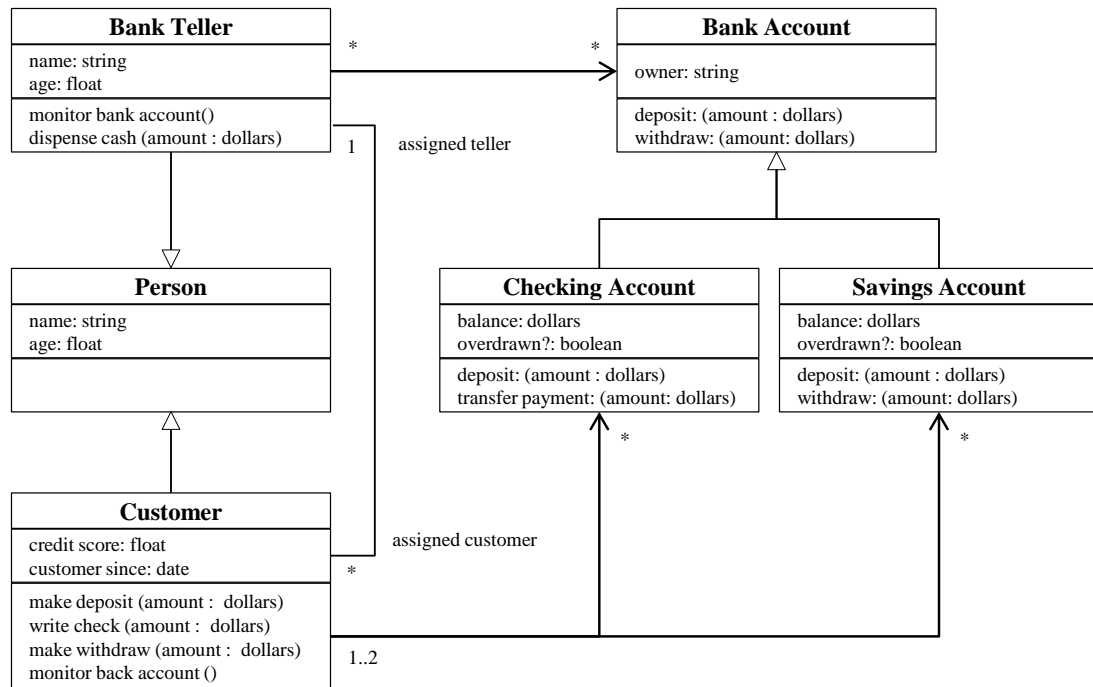 Bank Teller
name: string
age: float
monitor bank account()
dispense cash (amount : dollars)
*
*
Bank Account
owner: string
deposit: (amount : dollars)
withdraw: (amount: dollars)
1
assigned teller
Person
name: string
age: float
Checking Account
balance: dollars
overdrawn?: boolean
deposit: (amount : dollars)
transfer payment: (amount: dollars)
*
Savings Account
balance: dollars
overdrawn?: boolean
deposit: (amount : dollars)
withdraw: (amount: dollars)
*
Customer
credit score: float
customer since: date
make deposit (amount :  dollars)
write check (amount :  dollars)
make withdraw (amount :  dollars)
monitor back account ()
assigned customer
*
1..2